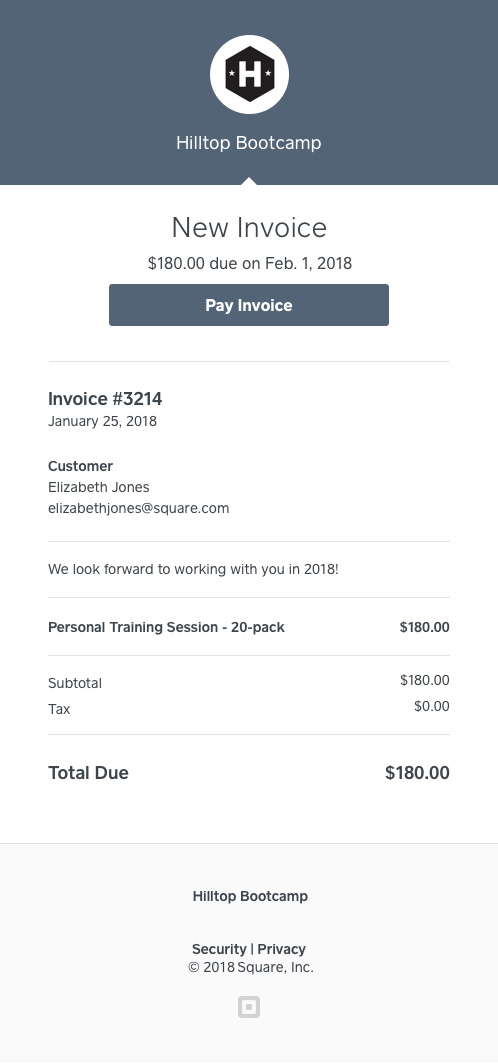 H
Hilltop Bootcamp
New Invoice
$180.00 due on Feb. 1, 2018
Pay Invoice
Invoice #3214
January 25, 2018
Customer
Elizabeth Jones
elizabethjones@square.com
We look forward to working with you in 2018!
Personal Training Session - 20-pack $180.00
Subtotal $180.00
Tax $0.00
Total Due $180.00
Hilltop Bootcamp
Security | Privacy
© 2018 Square, Inc.